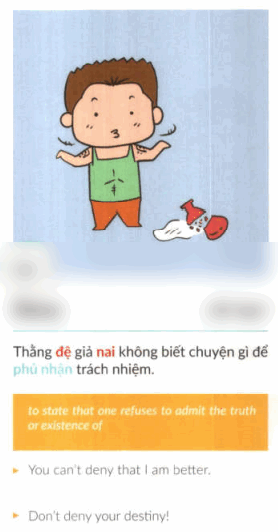 Thằng đệ giả nai không biết chuyện gì để
phủ nhận trách nhiệm.
to state that one refuses to admit the truth
or existence of
You can't deny that I am better.
Don't deny your destiny!